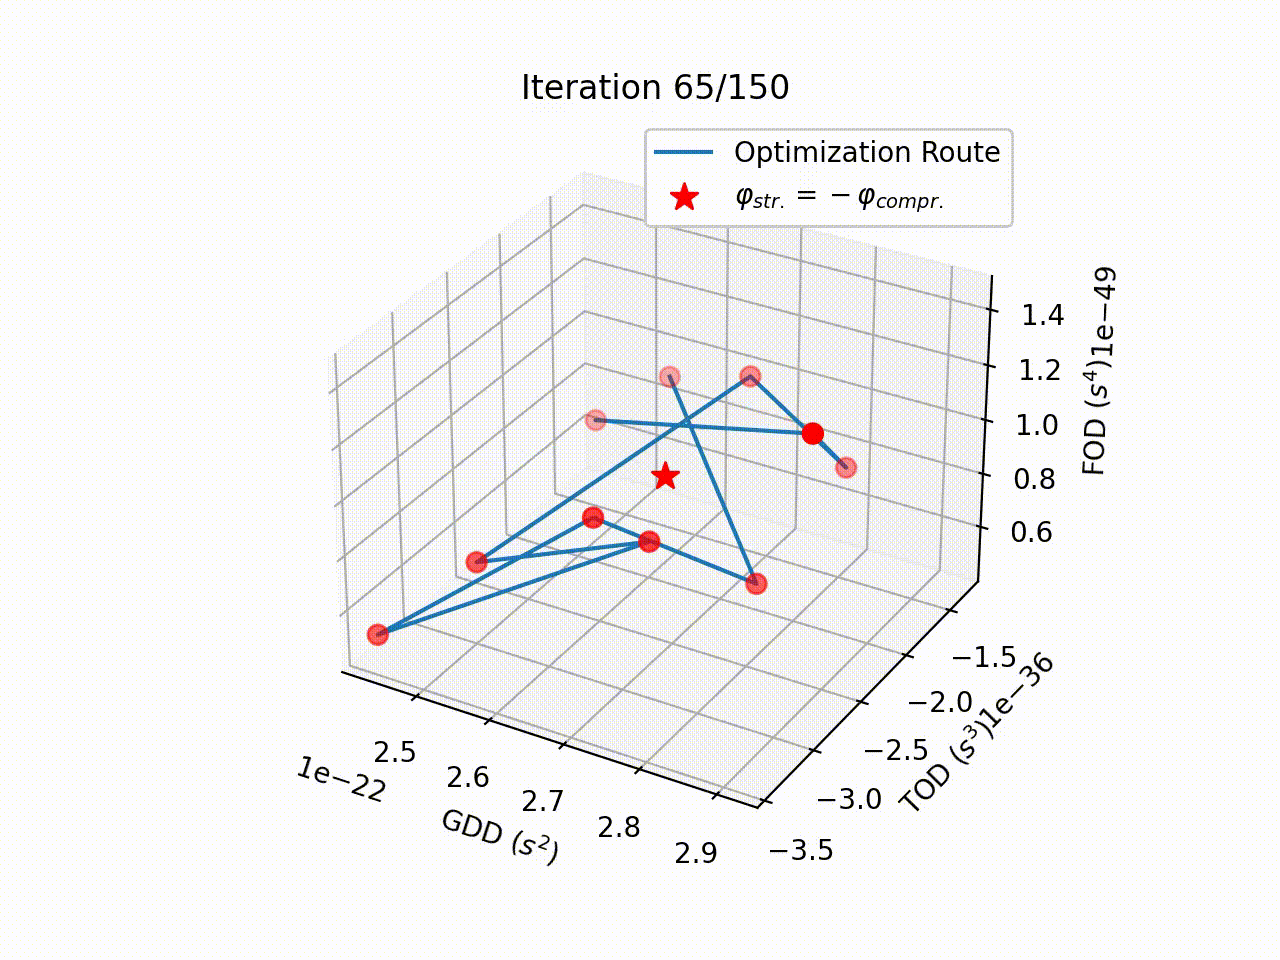 Iteration 65/150
Optimization Route
φstr. = −φcompr.
1.4
1.2
1.0
0.8
0.6
FOD (s⁴)1e−49
−1.5
−2.0
−2.5
−3.0
−3.5
TOD (s³)1e−36
2.5
2.6
2.7
2.8
2.9
1e−22
GDD (s²)